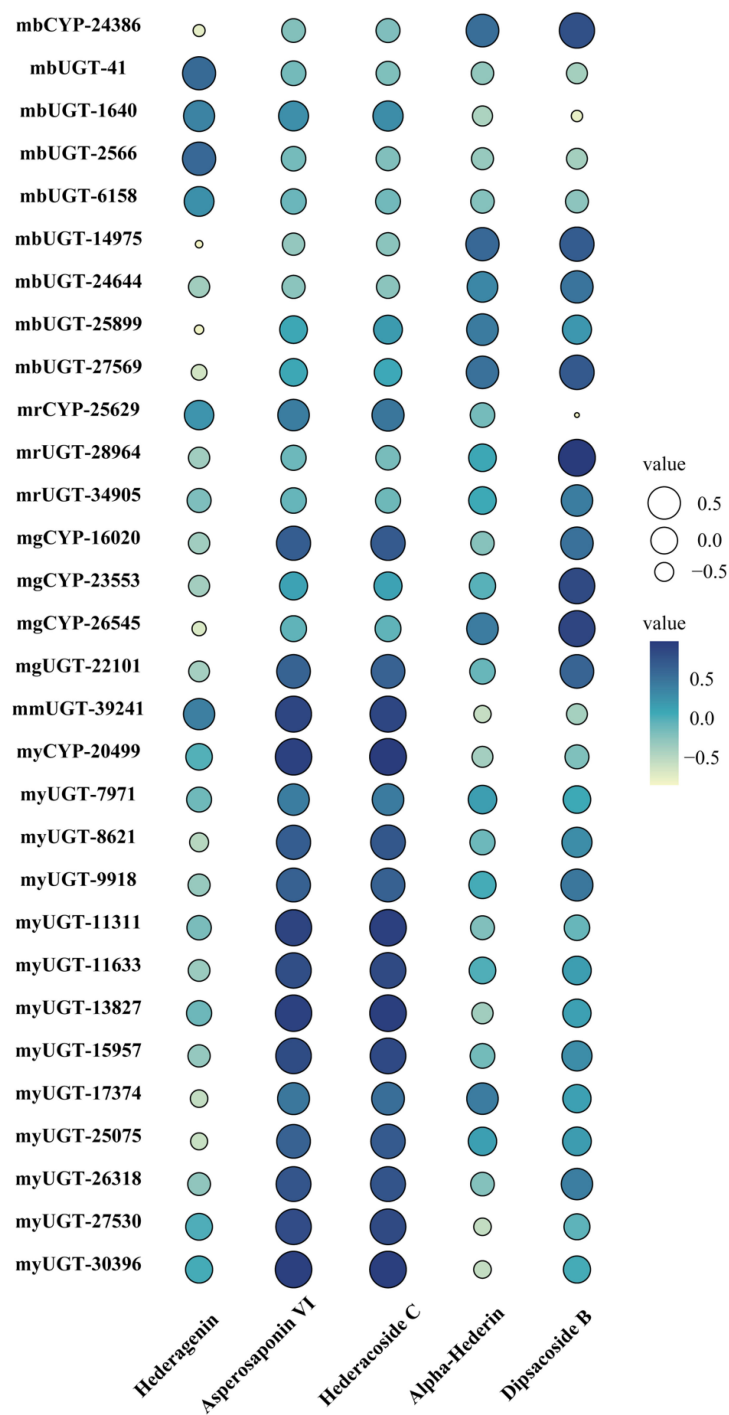 mbCYP-24386
mbUGT-41
mbUGT-1640
mbUGT-2566
mbUGT-6158
mbUGT-14975
mbUGT-24644
mbUGT-25899
mbUGT-27569
mrCYP-25629
mrUGT-28964
mrUGT-34905
mgCYP-16020
mgCYP-23553
mgCYP-26545
mgUGT-22101
mmUGT-39241
myCYP-20499
myUGT-7971
myUGT-8621
myUGT-9918
myUGT-11311
myUGT-11633
myUGT-13827
myUGT-15957
myUGT-17374
myUGT-25075
myUGT-26318
myUGT-27530
myUGT-30396
Hederagenin
Asperosaponin VI
Hederacoside C
Alpha-Hederin
Dipsacoside B
value
0.5
0.0
−0.5
value
0.5
0.0
−0.5